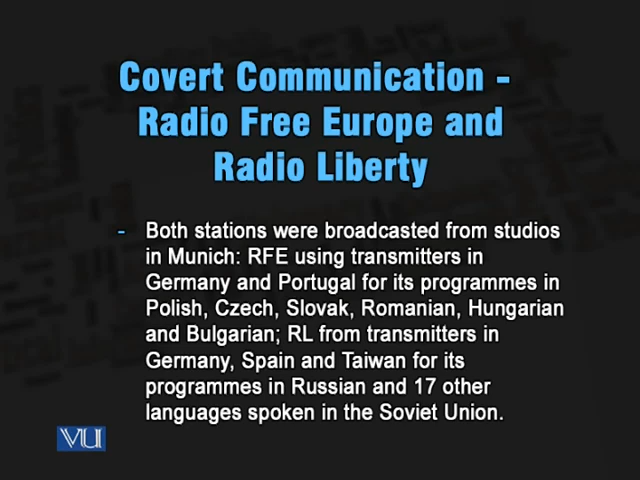 Covert Communication -
Radio Free Europe and
Radio Liberty
- Both stations were broadcasted from studios
in Munich: RFE using transmitters in
Germany and Portugal for its programmes in
Polish, Czech, Slovak, Romanian, Hungarian
and Bulgarian; RL from transmitters in
Germany, Spain and Taiwan for its
programmes in Russian and 17 other
languages spoken in the Soviet Union.
VU